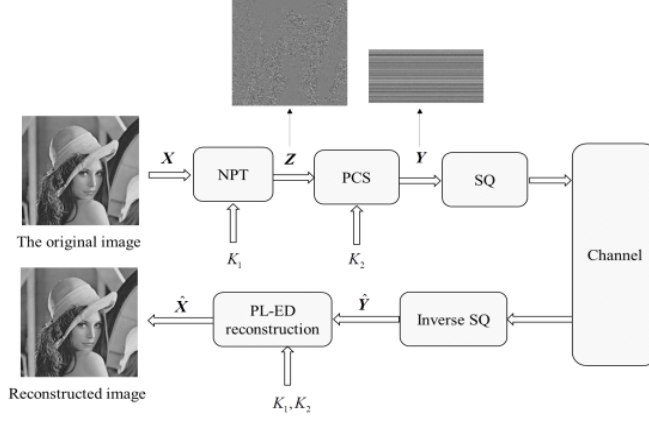 X
NPT
Z
PCS
Y
SQ
Channel
The original image
K₁
K₂
X̂
PL-ED
reconstruction
Ŷ
Inverse SQ
Reconstructed image
K₁, K₂